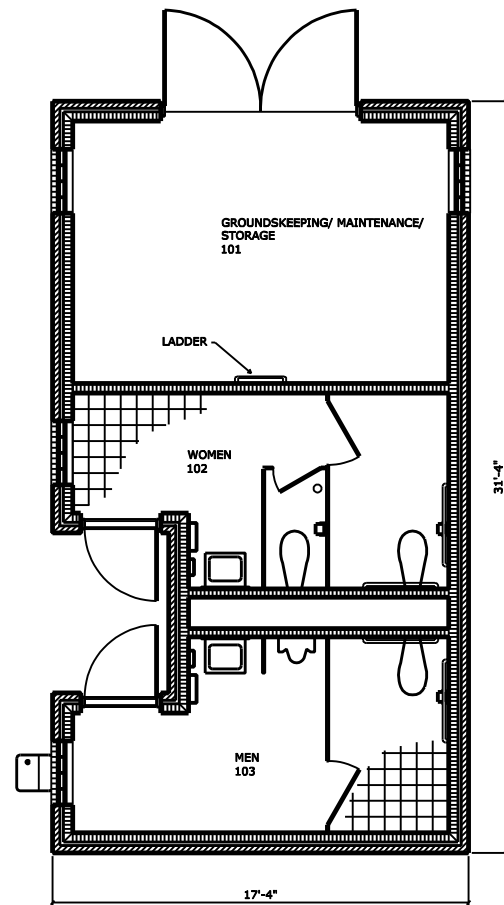 GROUNDSKEEPING/ MAINTENANCE/
STORAGE
101
LADDER
WOMEN
102
31'-4"
MEN
103
17'-4"